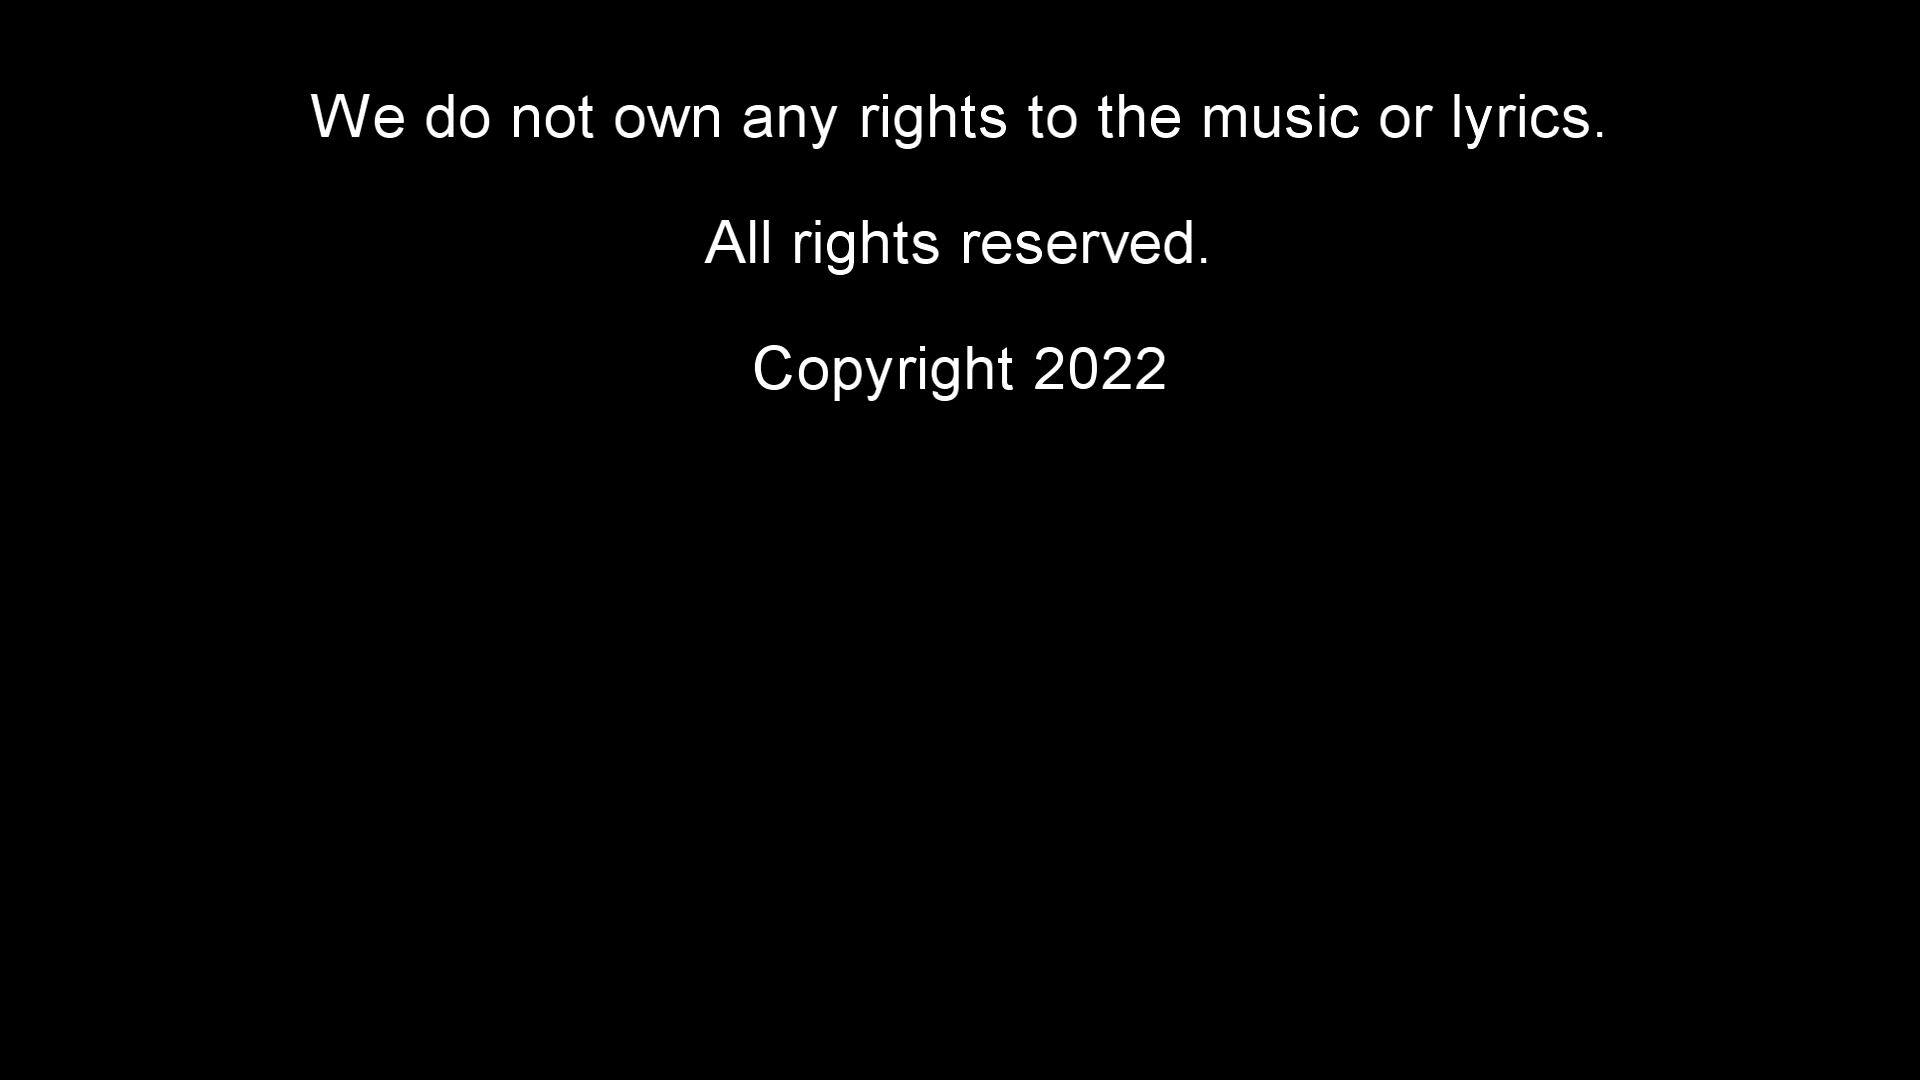 We do not own any rights to the music or lyrics.
All rights reserved.
Copyright 2022